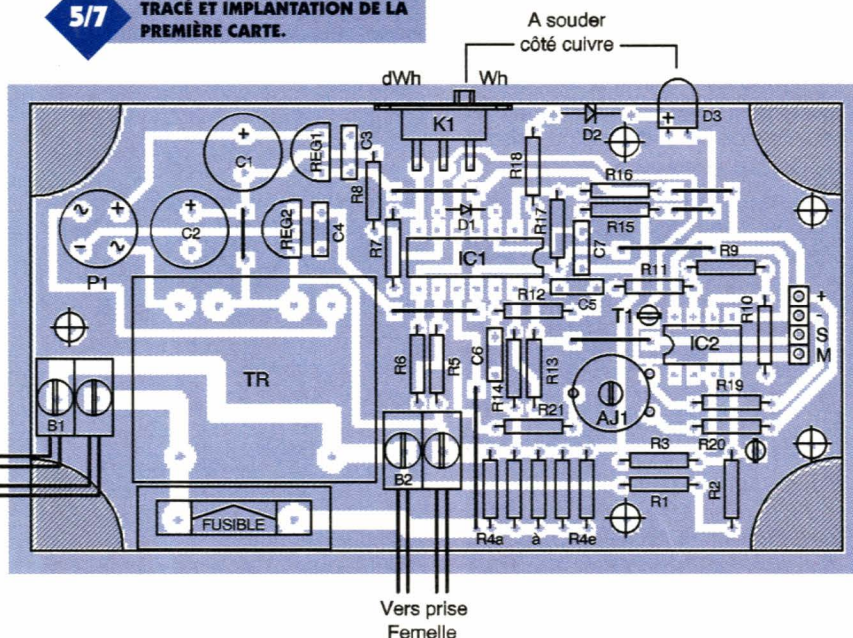 5/7
TRACÉ ET IMPLANTATION DE LA
PREMIÈRE CARTE.
A souder
côté cuivre
dWh
Wh
K1
D2
+
D3
+
C1
REG1
C3
R8
R18
R16
R15
R17
D1
~ +
- ~
P1
+
C2
REG2
C4
R7
IC1
C7
C5
R11
R9
R12
T1
R10
+
-
S
M
IC2
TR
R6
R5
C6
R14
R13
AJ1
R19
R20
R21
B1
B2
R3
R1
R2
FUSIBLE
R4a
à
R4e
Vers prise
Femelle